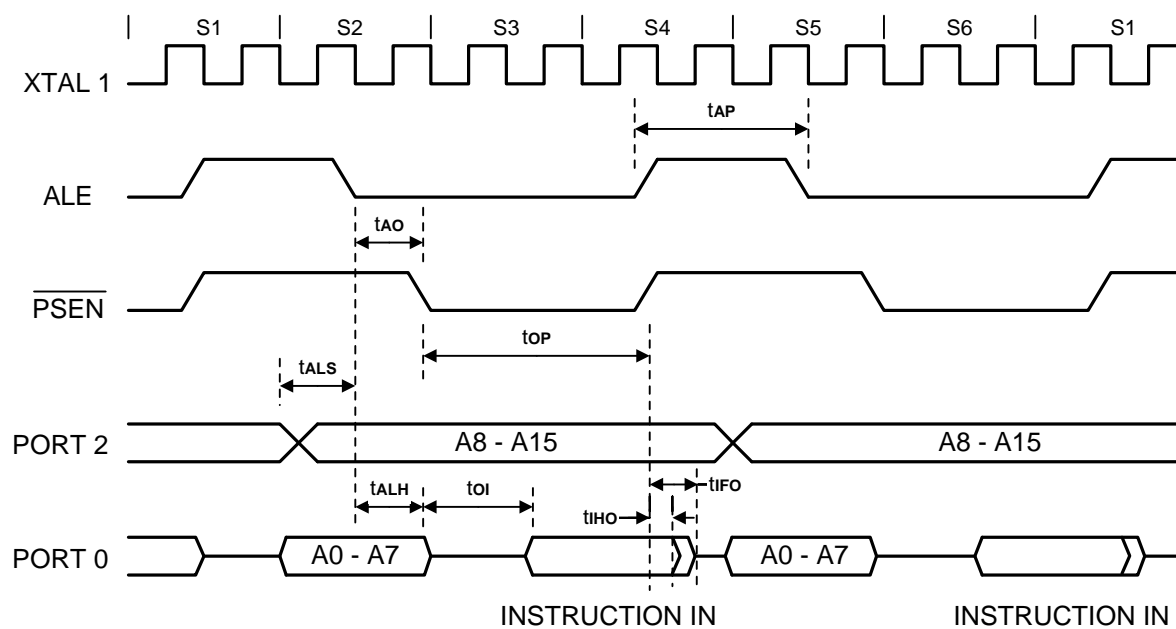 S1 S2 S3 S4 S5 S6 S1
XTAL 1
tAP
ALE
tAO
PSEN
tOP
tALS
PORT 2
A8 - A15
A8 - A15
tALH
tOI
tIFO
tIHO
PORT 0
A0 - A7
A0 - A7
INSTRUCTION IN
INSTRUCTION IN